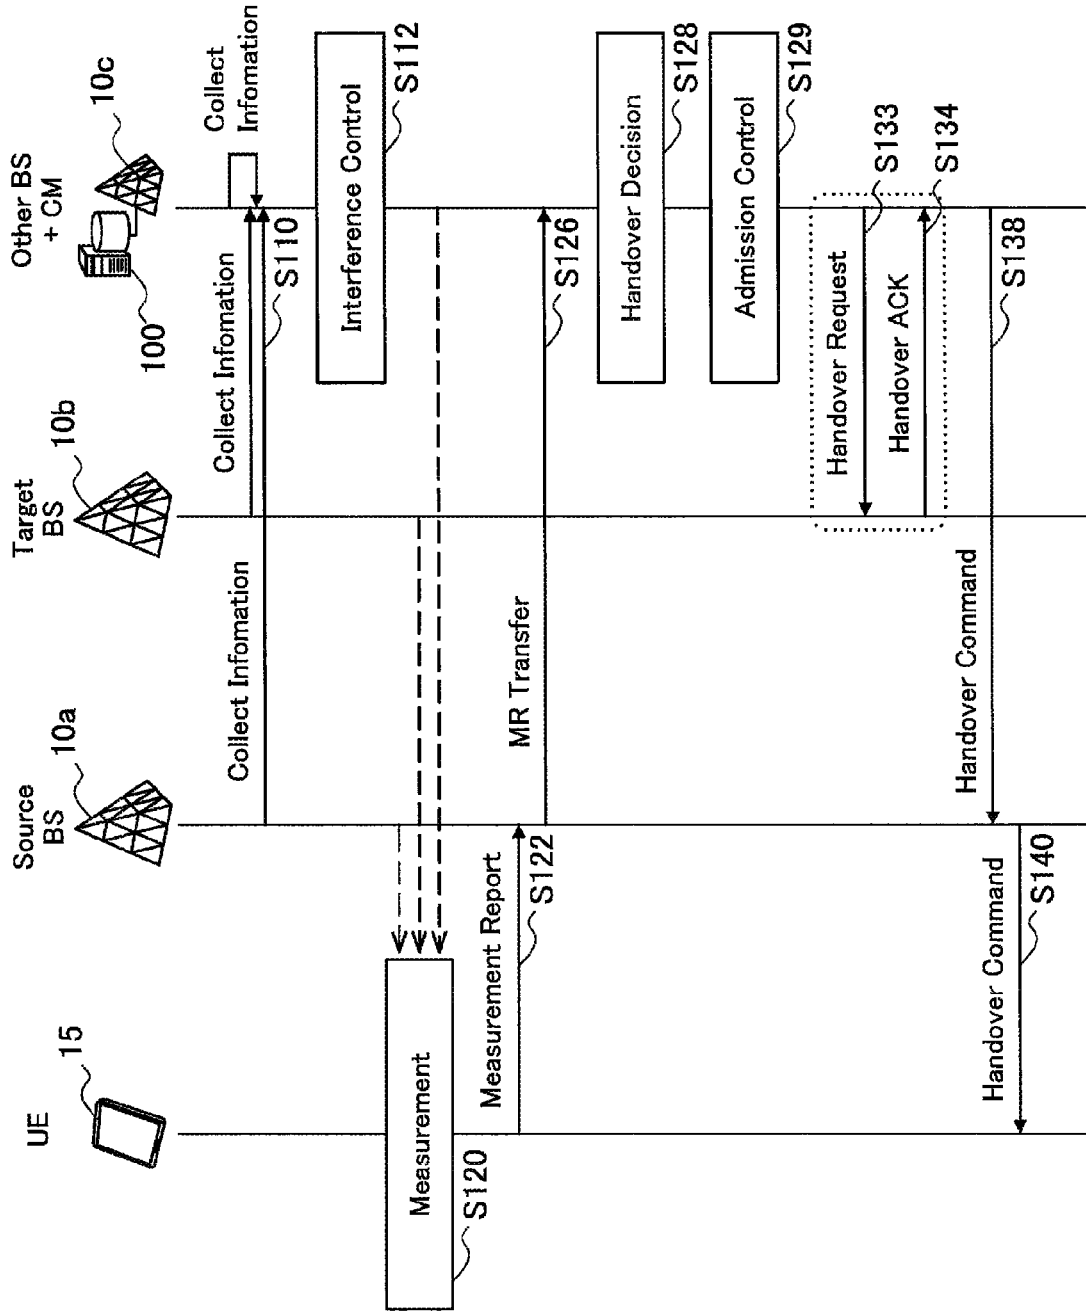 UE
15
Source
BS
10a
Target
BS
10b
Other BS
+ CM
100
10c
Collect Infomation
Collect Infomation
Collect
Infomation
S110
Interference Control
S112
Measurement
S120
Measurement Report
S122
MR Transfer
S126
Handover Decision
S128
Admission Control
S129
Handover Request
S133
Handover ACK
S134
Handover Command
S138
Handover Command
S140